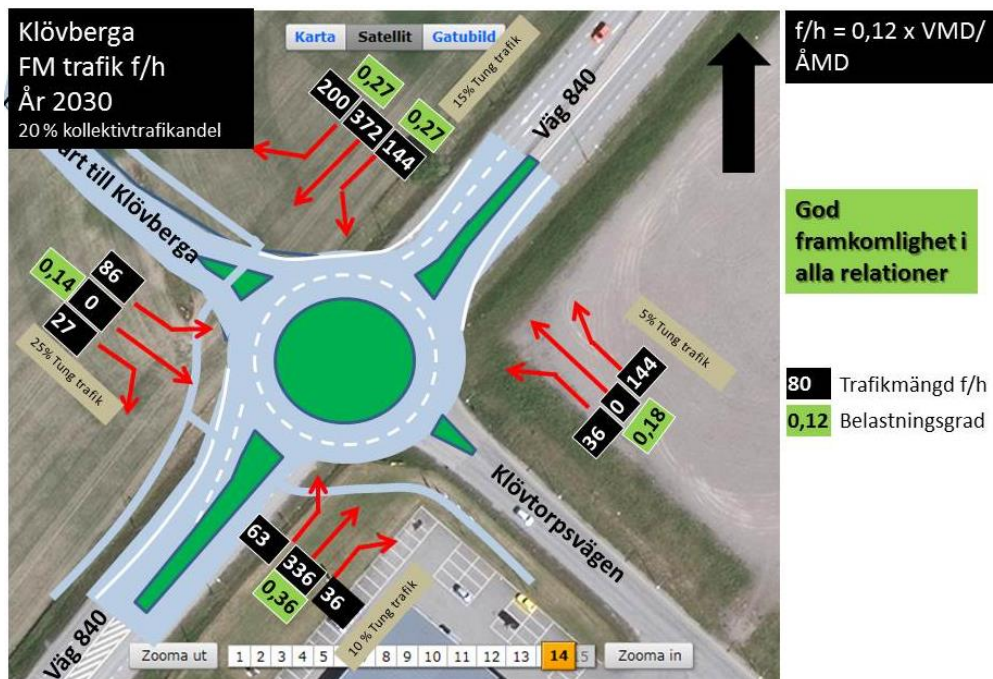 Klövberga
FM trafik f/h
År 2030
20 % kollektivtrafikandel
Karta Satellit Gatubild
f/h = 0,12 x VMD/
ÅMD
15% Tung trafik
Väg 840
0,27
0,27
200 372 144
art till Klövberga
God
framkomlighet i
alla relationer
0,14
86
0
27
25% Tung trafik
5% Tung trafik
36 0 144
0,18
80 Trafikmängd f/h
0,12 Belastningsgrad
Klövtorpsvägen
63 336 36
0,36
10 % Tung trafik
Väg 840
Zooma ut 1 2 3 4 5 7 8 9 10 11 12 13 14 15 Zooma in